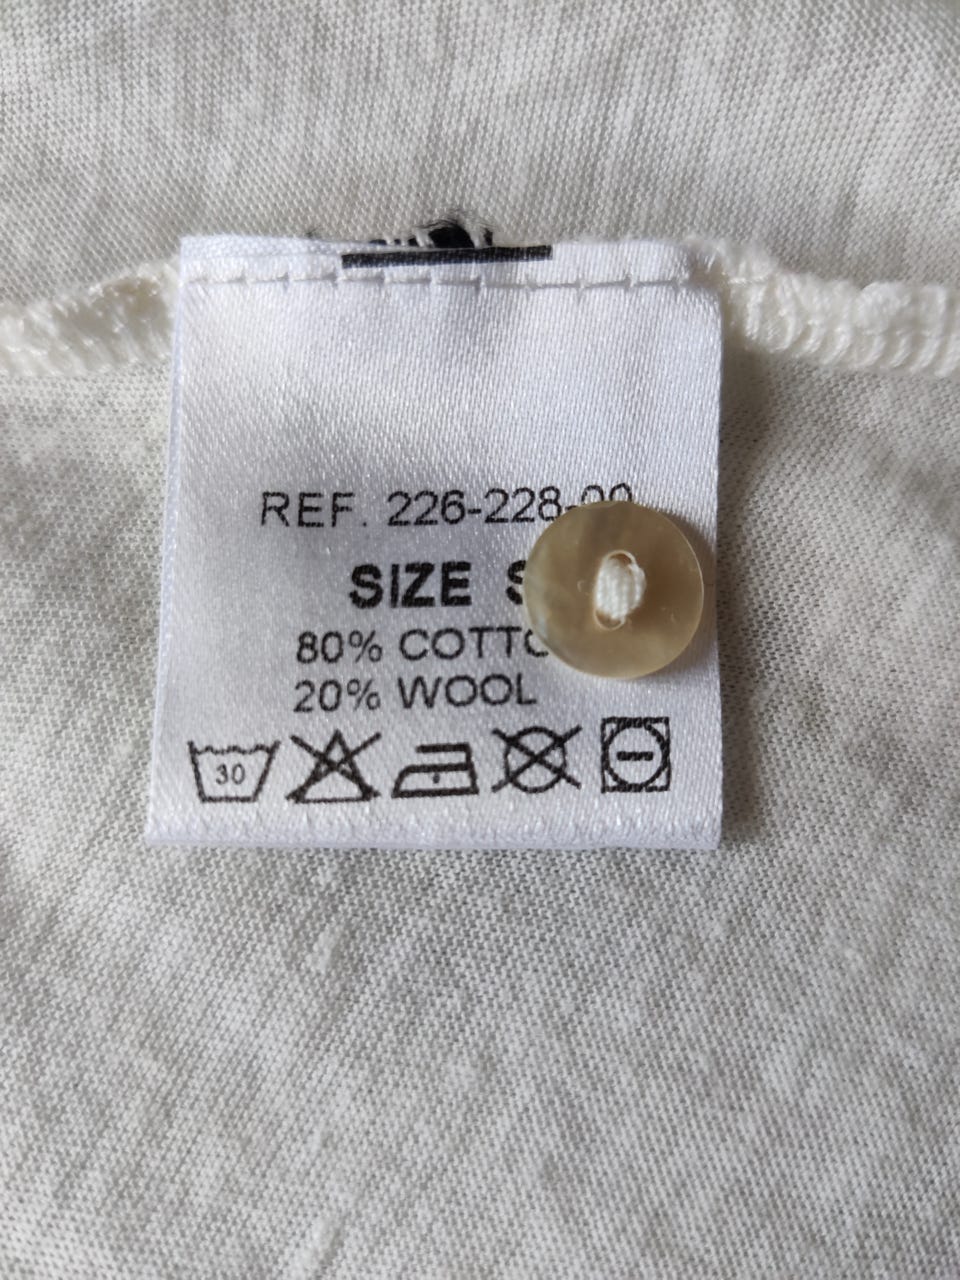 REF. 226-228-00
SIZE S
80% COTTO
20% WOOL
30